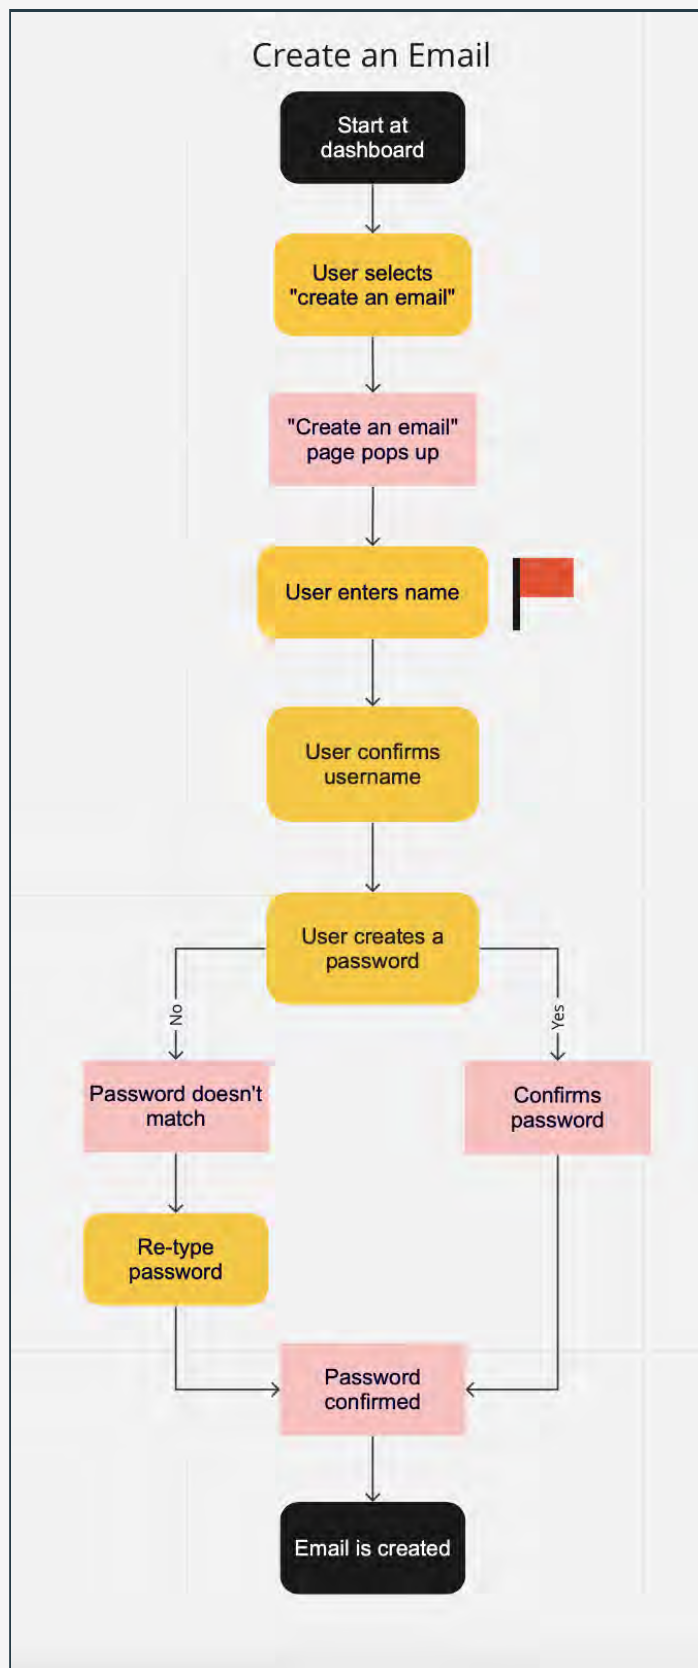 Create an Email
Start at
dashboard
User selects
"create an email"
"Create an email"
page pops up
User enters name
User confirms
username
User creates a
password
No
Yes
Password doesn't
match
Confirms
password
Re-type
password
Password
confirmed
Email is created